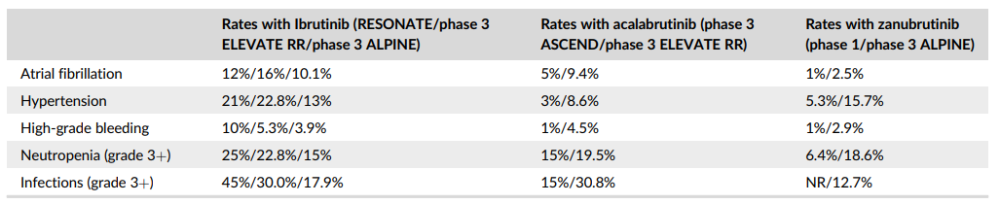 Rates with Ibrutinib (RESONATE/phase 3 Rates with acalabrutinib (phase 3 Rates with zanubrutinib
ELEVATE RR/phase 3 ALPINE) ASCEND/phase 3 ELEVATE RR) (phase 1/phase 3 ALPINE)
Atrial fibrillation 12%/16%/10.1% 5%/9.4% 1%/2.5%
Hypertension 21%/22.8%/13% 3%/8.6% 5.3%/15.7%
High-grade bleeding 10%/5.3%/3.9% 1%/4.5% 1%/2.9%
Neutropenia (grade 3+) 25%/22.8%/15% 15%/19.5% 6.4%/18.6%
Infections (grade 3+) 45%/30.0%/17.9% 15%/30.8% NR/12.7%